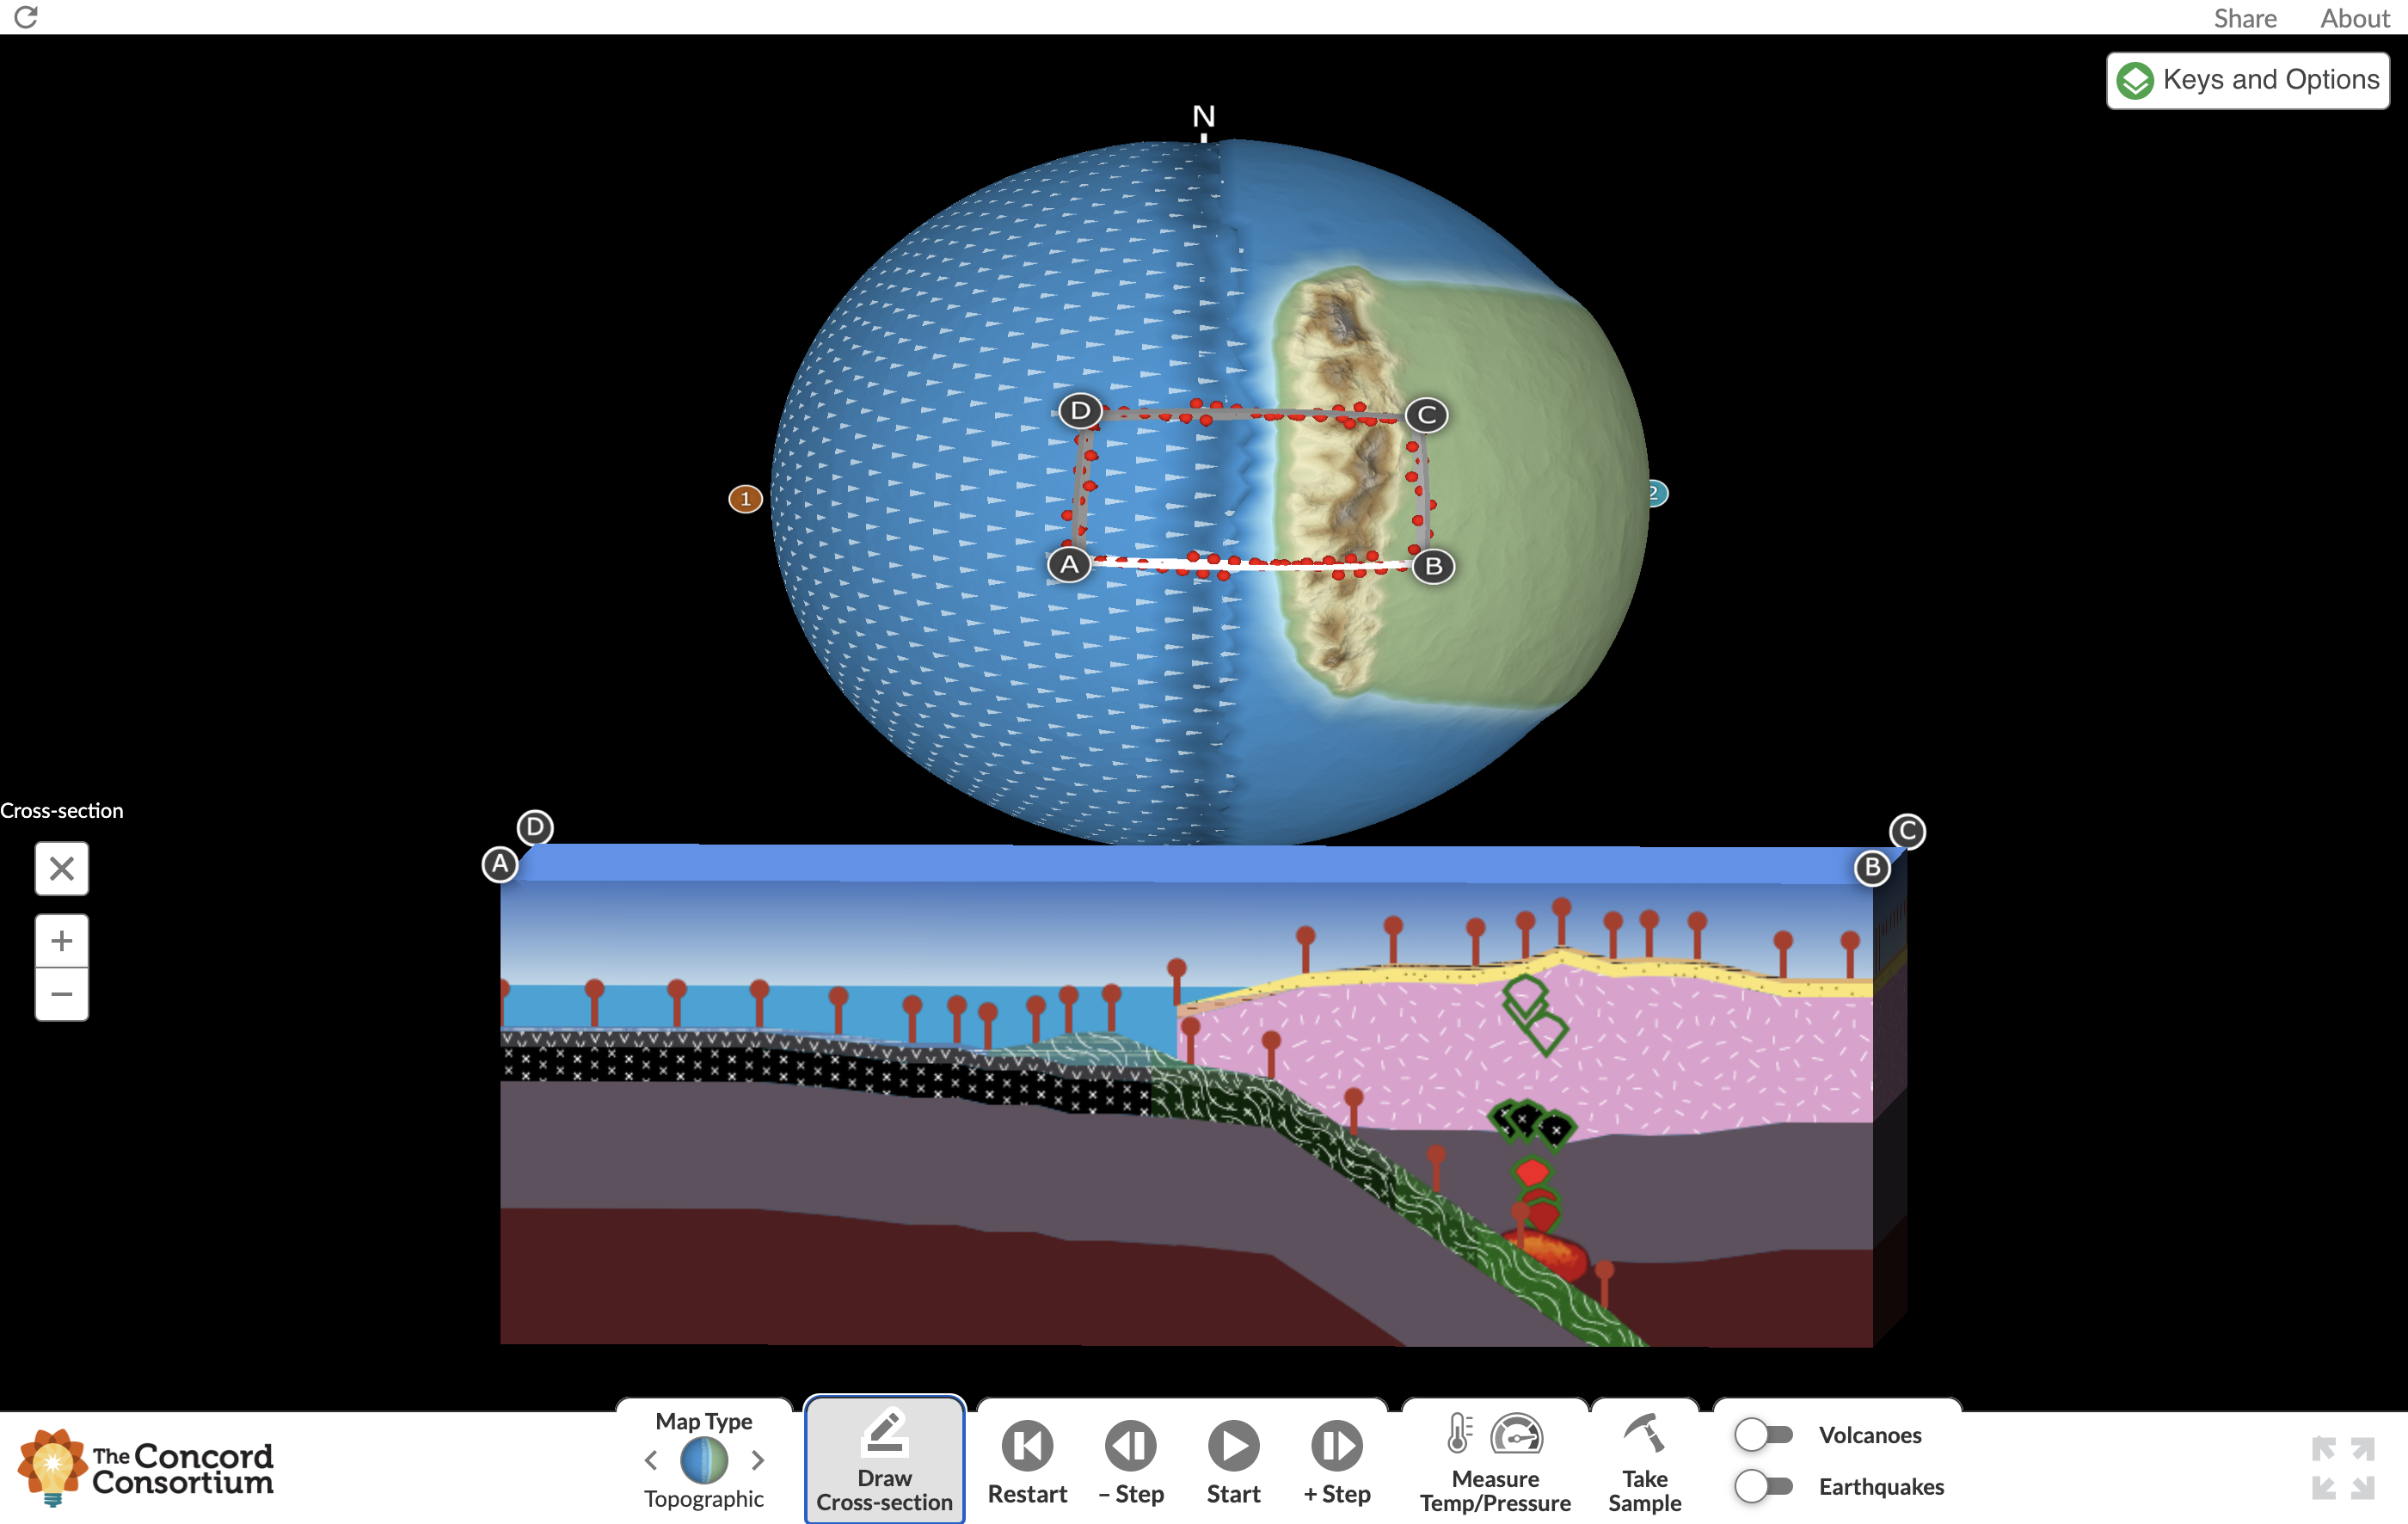 Share About
Keys and Options
N
D C
1 2
A B
Cross-section
D C
A B
The Concord
Consortium
Map Type
Topographic
Draw
Cross-section
Restart
– Step
Start
+ Step
Measure
Temp/Pressure
Take
Sample
Volcanoes
Earthquakes